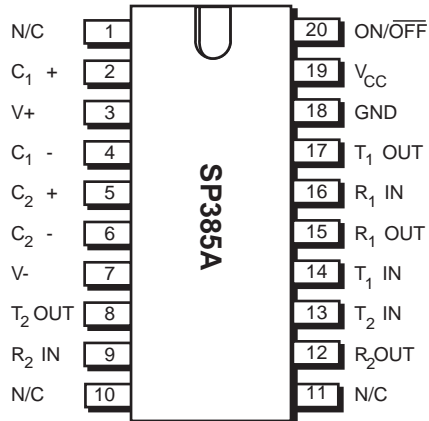 N/C 1 20 ON/OFF
C1 + 2 19 VCC
V+ 3 18 GND
C1 - 4 17 T1 OUT
C2 + 5 16 R1 IN
C2 - 6 15 R1 OUT
V- 7 14 T1 IN
T2 OUT 8 13 T2 IN
R2 IN 9 12 R2OUT
N/C 10 11 N/C
SP385A